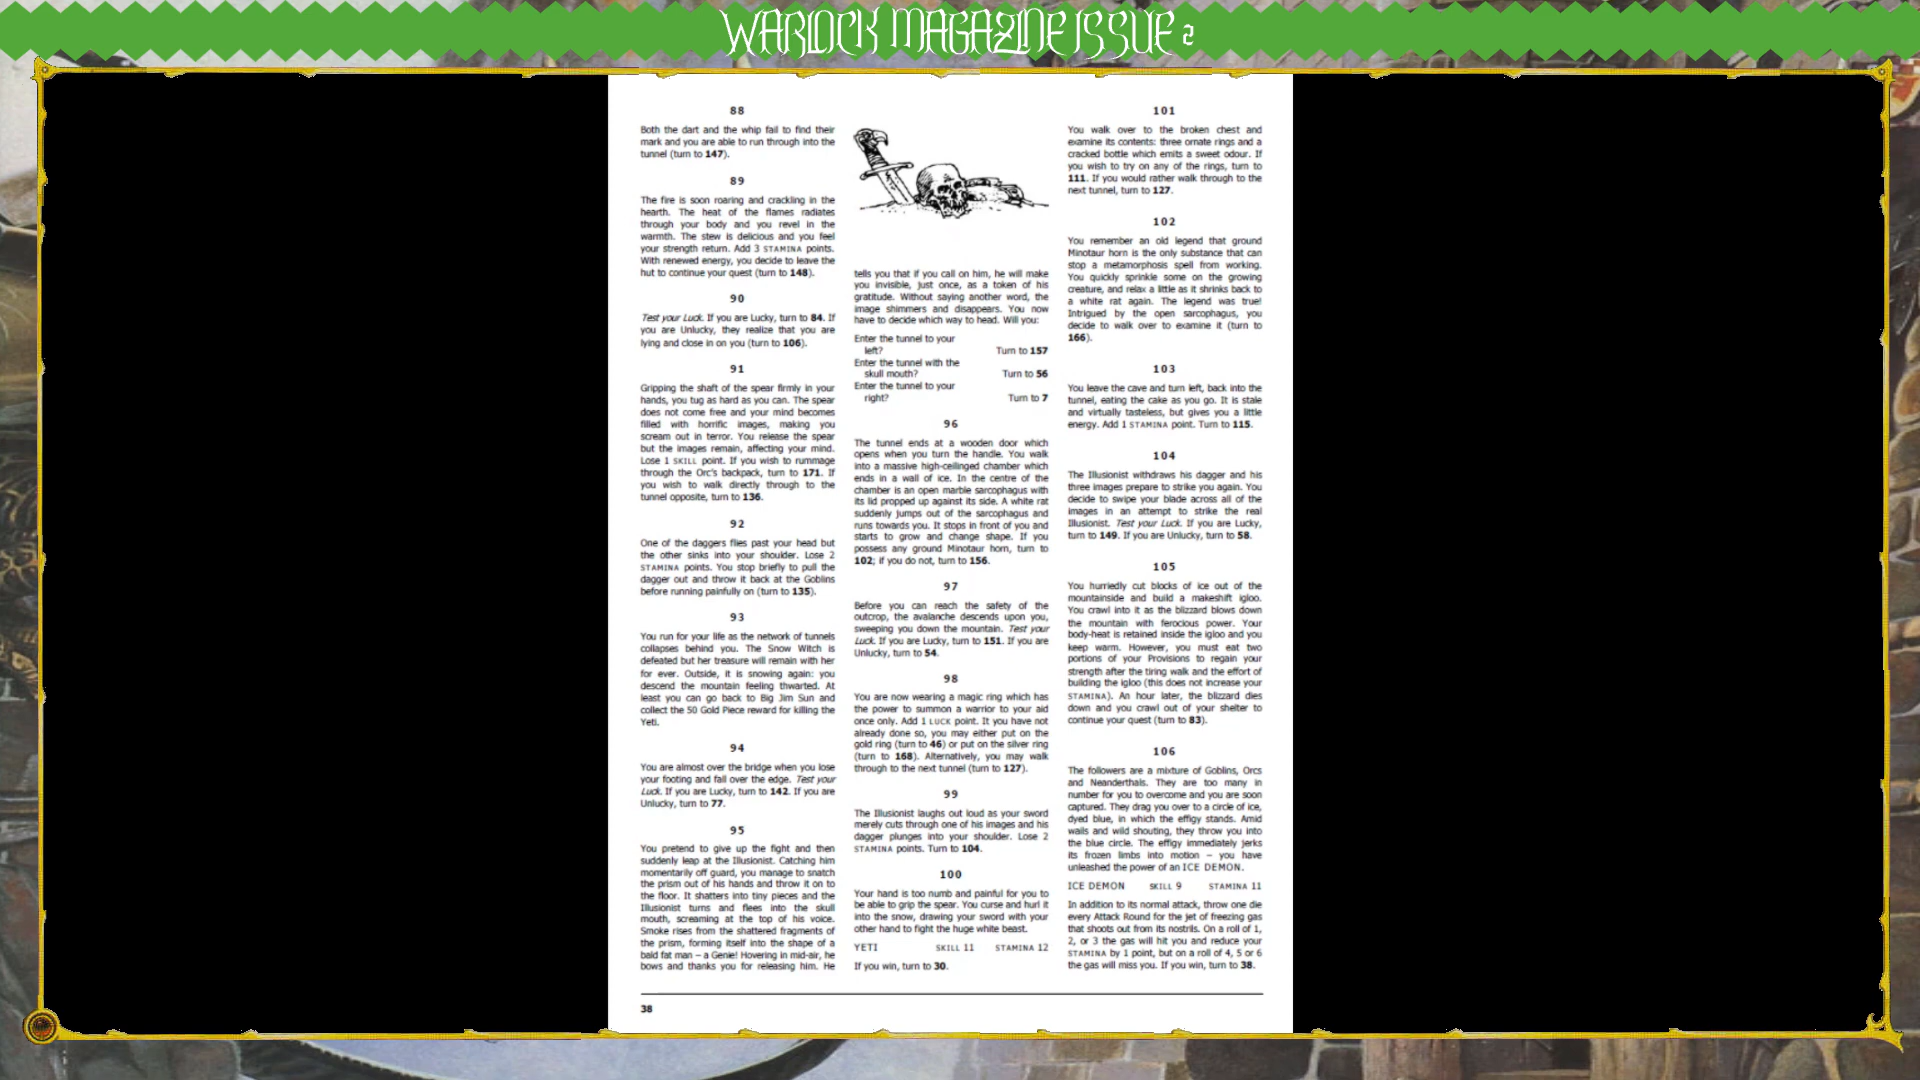 WARLOCK MAGAZINE ISSUE 2
88
Both the dart and the whip fail to find their
mark and you are able to run through into the
tunnel (turn to 147).
89
The fire is soon roaring and crackling in the
hearth. The heat of the flames radiates
through your body and you revel in the
warmth. The stew is delicious and you feel
your strength return. Add 3 STAMINA points.
With renewed energy, you decide to leave the
hut to continue your quest (turn to 148).
90
Test your Luck. If you are Lucky, turn to 84. If
you are Unlucky, they realize that you are
lying and close in on you (turn to 106).
91
Gripping the shaft of the spear firmly in your
hands, you tug as hard as you can. The spear
does not come free and your mind becomes
filled with horrific images, making you
scream out in terror. You release the spear
but the images remain, affecting your mind.
Lose 1 SKILL point. If you wish to rummage
through the Orc's backpack, turn to 171. If
you wish to walk directly through to the
tunnel opposite, turn to 136.
92
One of the daggers flies past your head but
the other sinks into your shoulder. Lose 2
STAMINA points. You stop briefly to pull the
dagger out and throw it back at the Goblins
before running painfully on (turn to 135).
93
You run for your life as the network of tunnels
collapses behind you. The Snow Witch is
defeated but her treasure will remain with her
for ever. Outside, it is snowing again: you
descend the mountain feeling thwarted. At
least you can go back to Big Jim Sun and
collect the 50 Gold Piece reward for killing the
Yeti.
94
You are almost over the bridge when you lose
your footing and fall over the edge. Test your
Luck. If you are Lucky, turn to 142. If you are
Unlucky, turn to 77.
95
You pretend to give up the fight and then
suddenly leap at the Illusionist. Catching him
momentarily off guard, you manage to snatch
the prism out of his hands and throw it on to
the floor. It shatters into tiny pieces and the
Illusionist turns and flees into the skull
mouth, screaming at the top of his voice.
Smoke rises from the shattered fragments of
the prism, forming itself into the shape of a
bald fat man – a Genie! Hovering in mid-air, he
bows and thanks you for releasing him. He
tells you that if you call on him, he will make
you invisible, just once, as a token of his
gratitude. Without saying another word, the
image shimmers and disappears. You now
have to decide which way to head. Will you:
Enter the tunnel to your
left? Turn to 157
Enter the tunnel with the
skull mouth? Turn to 56
Enter the tunnel to your
right? Turn to 7
96
The tunnel ends at a wooden door which
opens when you turn the handle. You walk
into a massive high-ceilinged chamber which
ends in a wall of ice. In the centre of the
chamber is an open marble sarcophagus with
its lid propped up against its side. A white rat
suddenly jumps out of the sarcophagus and
runs towards you. It stops in front of you and
starts to grow and change shape. If you
possess any ground Minotaur horn, turn to
102; if you do not, turn to 156.
97
Before you can reach the safety of the
outcrop, the avalanche descends upon you,
sweeping you down the mountain. Test your
Luck. If you are Lucky, turn to 151. If you are
Unlucky, turn to 54.
98
You are now wearing a magic ring which has
the power to summon a warrior to your aid
once only. Add 1 LUCK point. It you have not
already done so, you may either put on the
gold ring (turn to 46) or put on the silver ring
(turn to 168). Alternatively, you may walk
through to the next tunnel (turn to 127).
99
The Illusionist laughs out loud as your sword
merely cuts through one of his images and his
dagger plunges into your shoulder. Lose 2
STAMINA points. Turn to 104.
100
Your hand is too numb and painful for you to
be able to grip the spear. You curse and hurl it
into the snow, drawing your sword with your
other hand to fight the huge white beast.
YETI SKILL 11 STAMINA 12
If you win, turn to 30.
101
You walk over to the broken chest and
examine its contents: three ornate rings and a
cracked bottle which emits a sweet odour. If
you wish to try on any of the rings, turn to
111. If you would rather walk through to the
next tunnel, turn to 127.
102
You remember an old legend that ground
Minotaur horn is the only substance that can
stop a metamorphosis spell from working.
You quickly sprinkle some on the growing
creature, and relax a little as it shrinks back to
a white rat again. The legend was true!
Intrigued by the open sarcophagus, you
decide to walk over to examine it (turn to
166).
103
You leave the cave and turn left, back into the
tunnel, eating the cake as you go. It is stale
and virtually tasteless, but gives you a little
energy. Add 1 STAMINA point. Turn to 115.
104
The Illusionist withdraws his dagger and his
three images prepare to strike you again. You
decide to swipe your blade across all of the
images in an attempt to strike the real
Illusionist. Test your Luck. If you are Lucky,
turn to 149. If you are Unlucky, turn to 58.
105
You hurriedly cut blocks of ice out of the
mountainside and build a makeshift igloo.
You crawl into it as the blizzard blows down
the mountain with ferocious power. Your
body-heat is retained inside the igloo and you
keep warm. However, you must eat two
portions of your Provisions to regain your
strength after the tiring walk and the effort of
building the igloo (this does not increase your
STAMINA). An hour later, the blizzard dies
down and you crawl out of your shelter to
continue your quest (turn to 83).
106
The followers are a mixture of Goblins, Orcs
and Neanderthals. They are too many in
number for you to overcome and you are soon
captured. They drag you over to a circle of ice,
dyed blue, in which the effigy stands. Amid
wails and wild shouting, they throw you into
the blue circle. The effigy immediately jerks
its frozen limbs into motion – you have
unleashed the power of an ICE DEMON.
ICE DEMON SKILL 9 STAMINA 11
In addition to its normal attack, throw one die
every Attack Round for the jet of freezing gas
that shoots out from its nostrils. On a roll of 1,
2, or 3 the gas will hit you and reduce your
STAMINA by 1 point, but on a roll of 4, 5 or 6
the gas will miss you. If you win, turn to 38.
38